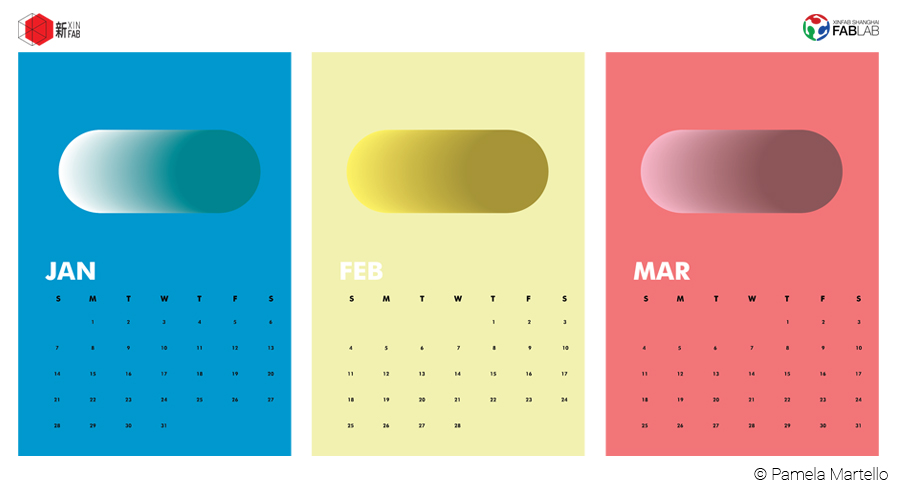 新 XIN
FAB
XINFAB SHANGHAI
FABLAB
JAN
S M T W T F S
1 2 3 4 5 6
7 8 9 10 11 12 13
14 15 16 17 18 19 20
21 22 23 24 25 26 27
28 29 30 31
FEB
S M T W T F S
1 2 3
4 5 6 7 8 9 10
11 12 13 14 15 16 17
18 19 20 21 22 23 24
25 26 27 28
MAR
S M T W T F S
1 2 3
4 5 6 7 8 9 10
11 12 13 14 15 16 17
18 19 20 21 22 23 24
25 26 27 28 29 30 31
© Pamela Martello